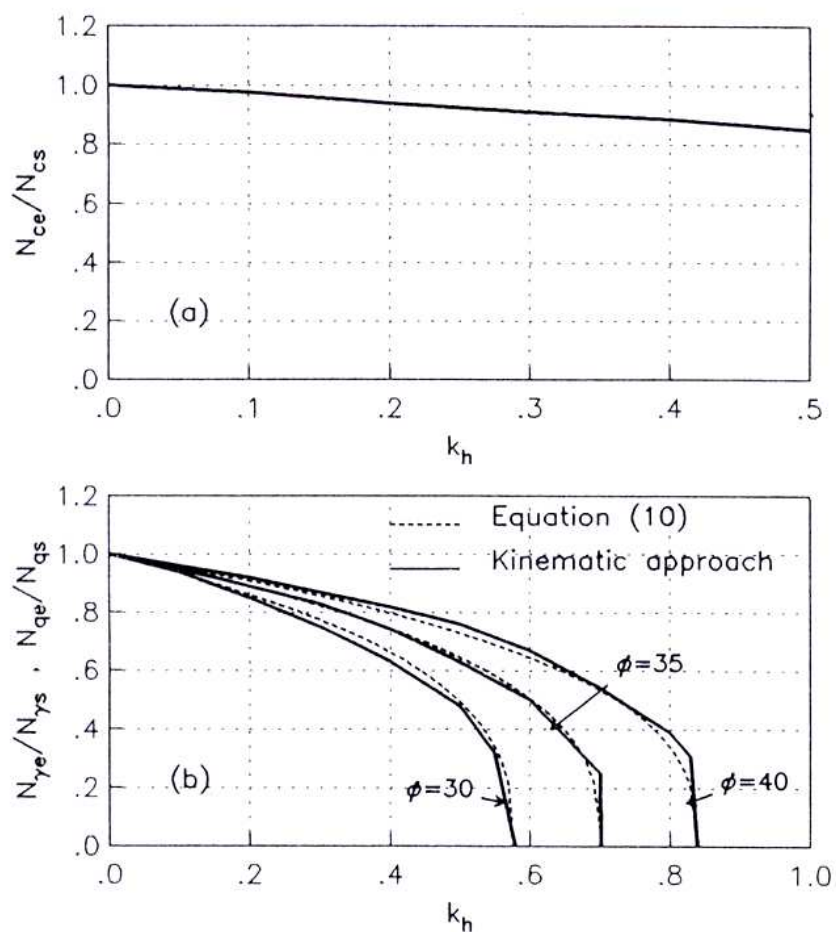 1.2
1.0
.8
.6
.4
.2
.0
N_ce/N_cs
(a)
.0 .1 .2 .3 .4 .5
k_h
1.2
1.0
.8
.6
.4
.2
.0
N_γe/N_γs , N_qe/N_qs
Equation (10)
Kinematic approach
ϕ=35
(b)
ϕ=30
ϕ=40
.0 .2 .4 .6 .8 1.0
k_h